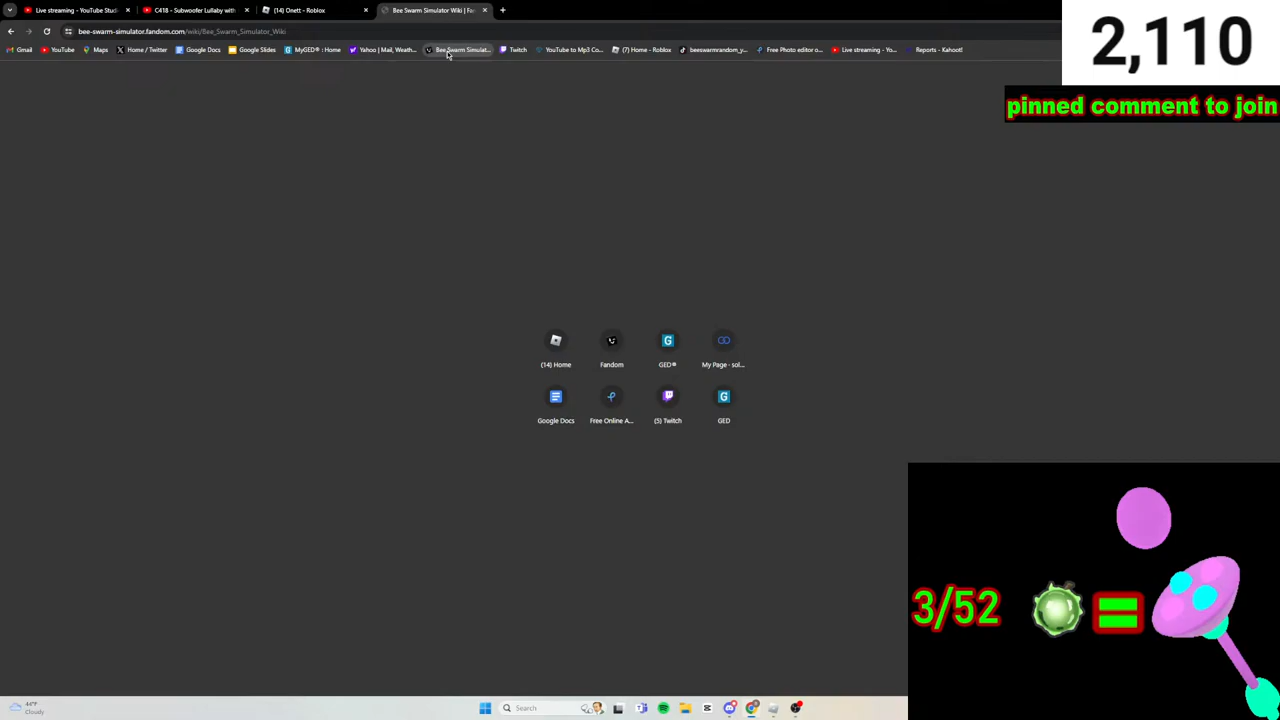 Live streaming - YouTube Stud
C418 - Subwoofer Lullaby with
(14) Onett - Roblox
Bee Swarm Simulator Wiki | Fa
bee-swarm-simulator.fandom.com/wiki/Bee_Swarm_Simulator_Wiki
Gmail
YouTube
Maps
Home / Twitter
Google Docs
Google Slides
MyGED® : Home
Yahoo | Mail, Weath...
Bee Swarm Simulat...
Twitch
YouTube to Mp3 Co...
(7) Home - Roblox
beeswarmrandom_y...
Free Photo editor o...
Live streaming - Yo...
Reports - Kahoot!
2,110
pinned comment to join
(14) Home
Fandom
GED®
My Page - sol...
Google Docs
Free Online A...
(5) Twitch
GED
3/52
=
44°F
Cloudy
Search